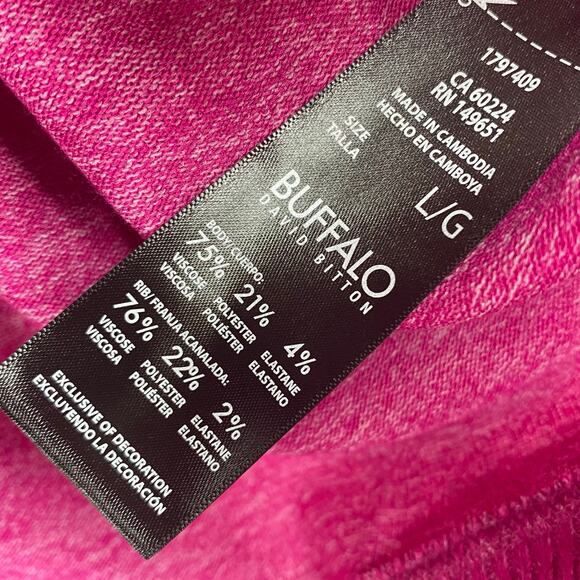 1797409
CA 60224
RN 149651
MADE IN CAMBODIA
HECHO EN CAMBOYA
SIZE
TALLA
L/G
BUFFALO
DAVID BITTON
BODY/CUERPO:
75% 21% 4%
VISCOSE POLYESTER ELASTANE
VISCOSA POLIÉSTER ELASTANO
RIB/FRANJA ACANALADA:
76% 22% 2%
VISCOSE POLYESTER ELASTANE
VISCOSA POLIÉSTER ELASTANO
EXCLUSIVE OF DECORATION
EXCLUYENDO LA DECORACIÓN